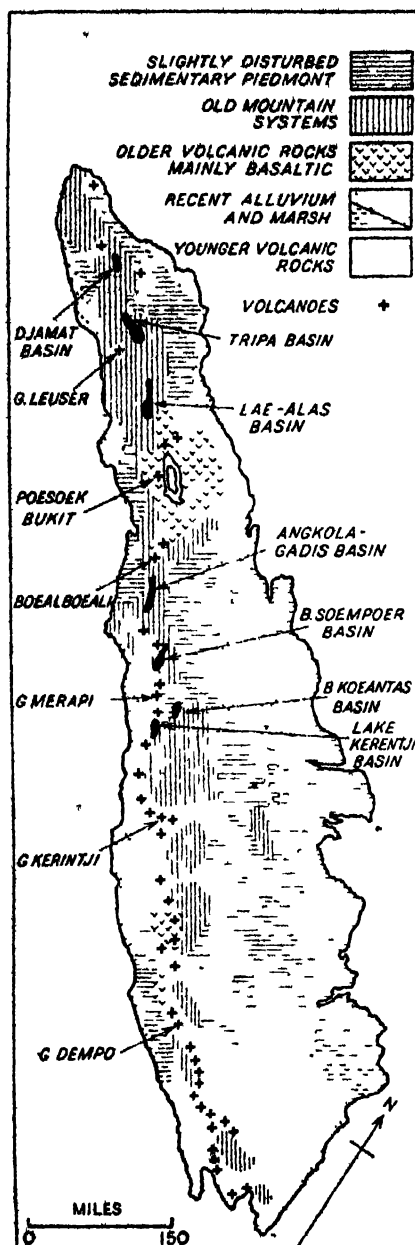 SLIGHTLY DISTURBED
SEDIMENTARY PIEDMONT
OLD MOUNTAIN
SYSTEMS
OLDER VOLCANIC ROCKS
MAINLY BASALTIC
RECENT ALLUVIUM
AND MARSH
YOUNGER VOLCANIC
ROCKS
VOLCANOES +
DJAMAT
BASIN
TRIPA BASIN
G. LEUSER
LAE-ALAS
BASIN
POESOEK
BUKIT
ANGKOLA-
GADIS BASIN
BOEALBOEALI
B. SOEMPOER
BASIN
G MERAPI
B KOEANTAS
BASIN
LAKE
KERENTJI
BASIN
G KERINTJI
G DEMPO
N
MILES
0 150